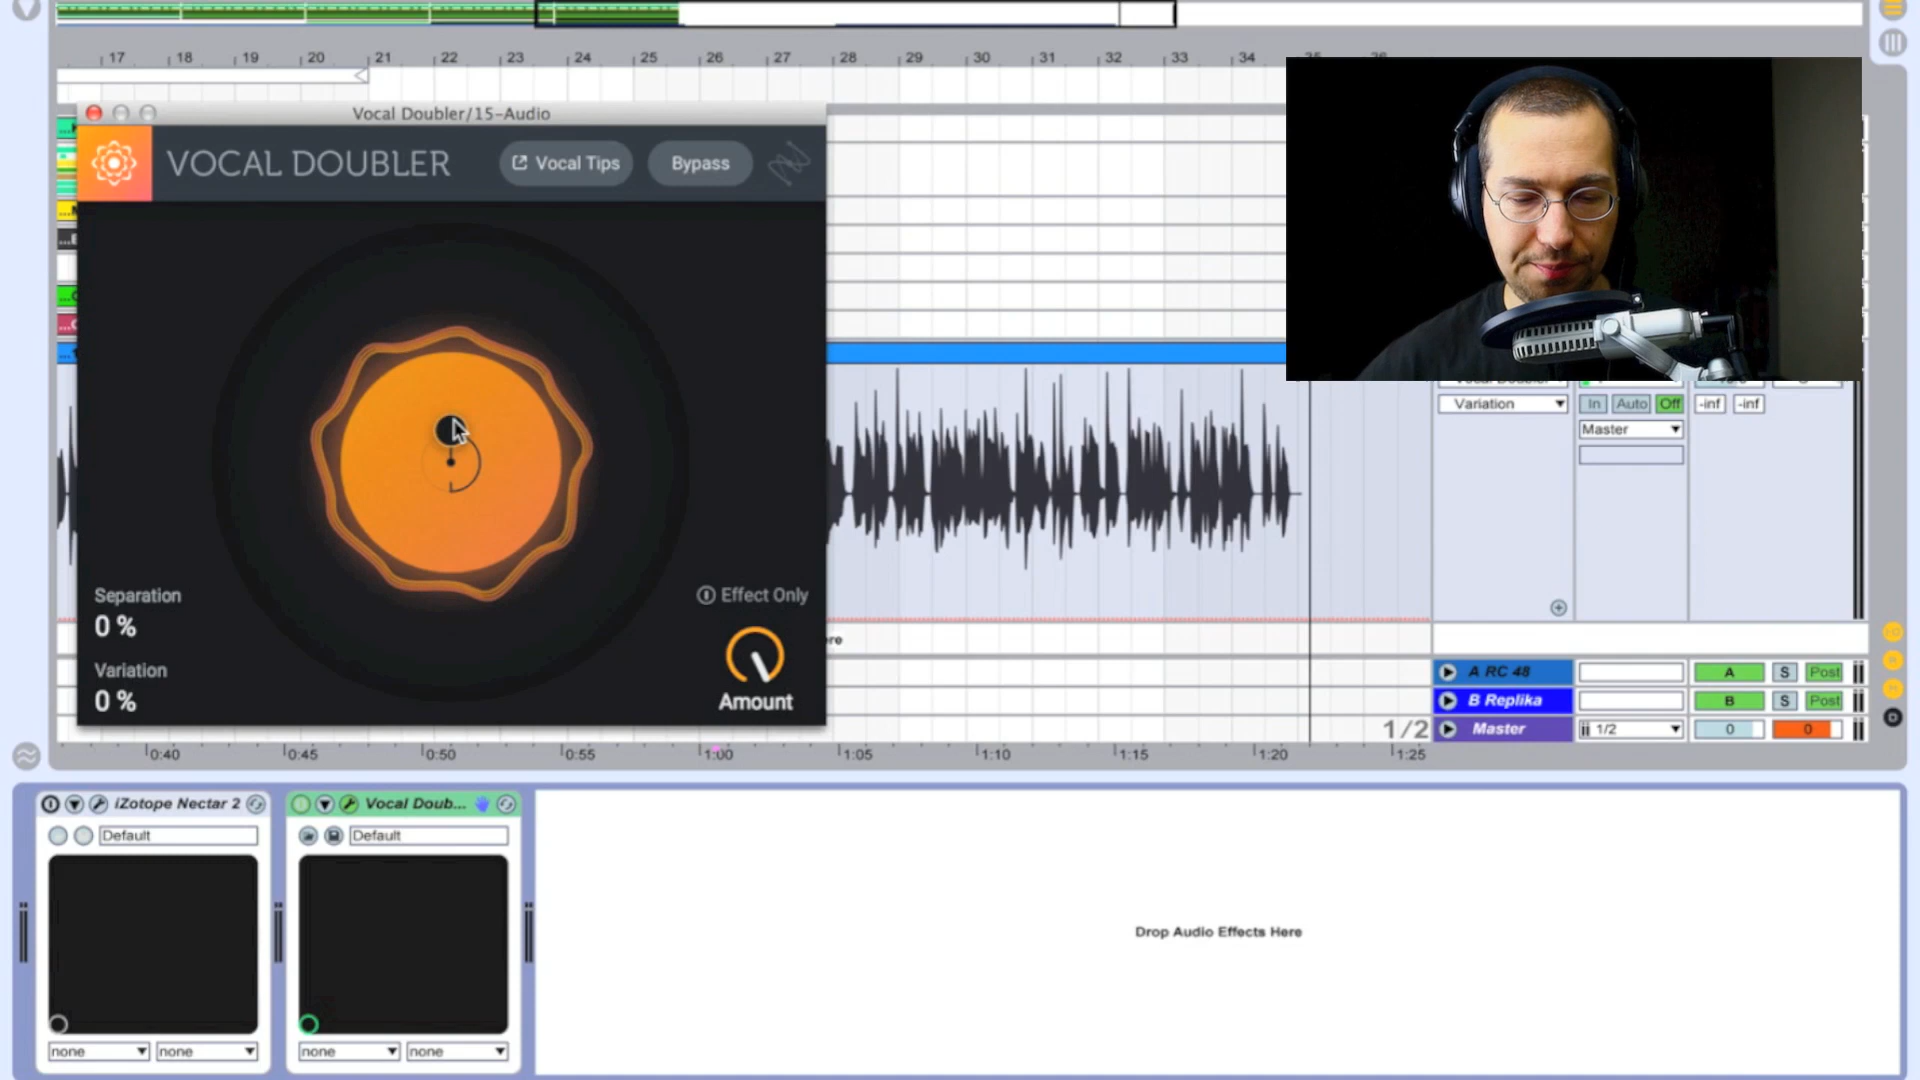 17 18 19 20 21 22 23 24 25 26 27 28 29 30 31 32 33 34
Vocal Doubler/15-Audio
VOCAL DOUBLER
Vocal Tips
Bypass
Separation
0 %
Variation
0 %
Effect Only
Amount
Variation
In Auto Off
-inf -inf
Master
A RC 48
A S Post
B Replika
B S Post
1/2
Master
1/2
0 0
0:40 0:45 0:50 0:55 1:00 1:05 1:10 1:15 1:20 1:25
iZotope Nectar 2
Vocal Doub...
Default
Default
Drop Audio Effects Here
none none
none none